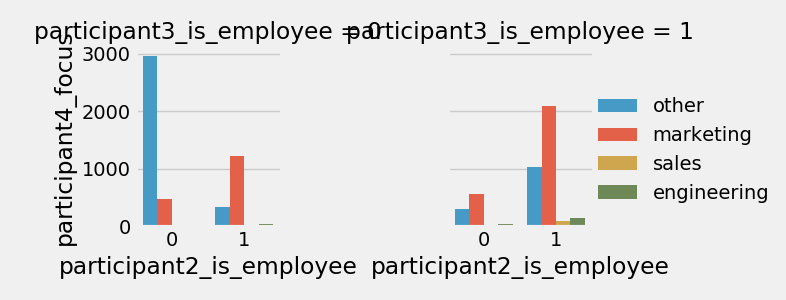 participant3_is_employee = 0
participant3_is_employee = 1
participant4_focus
3000
2000
1000
0
0
1
0
1
participant2_is_employee
participant2_is_employee
other
marketing
sales
engineering